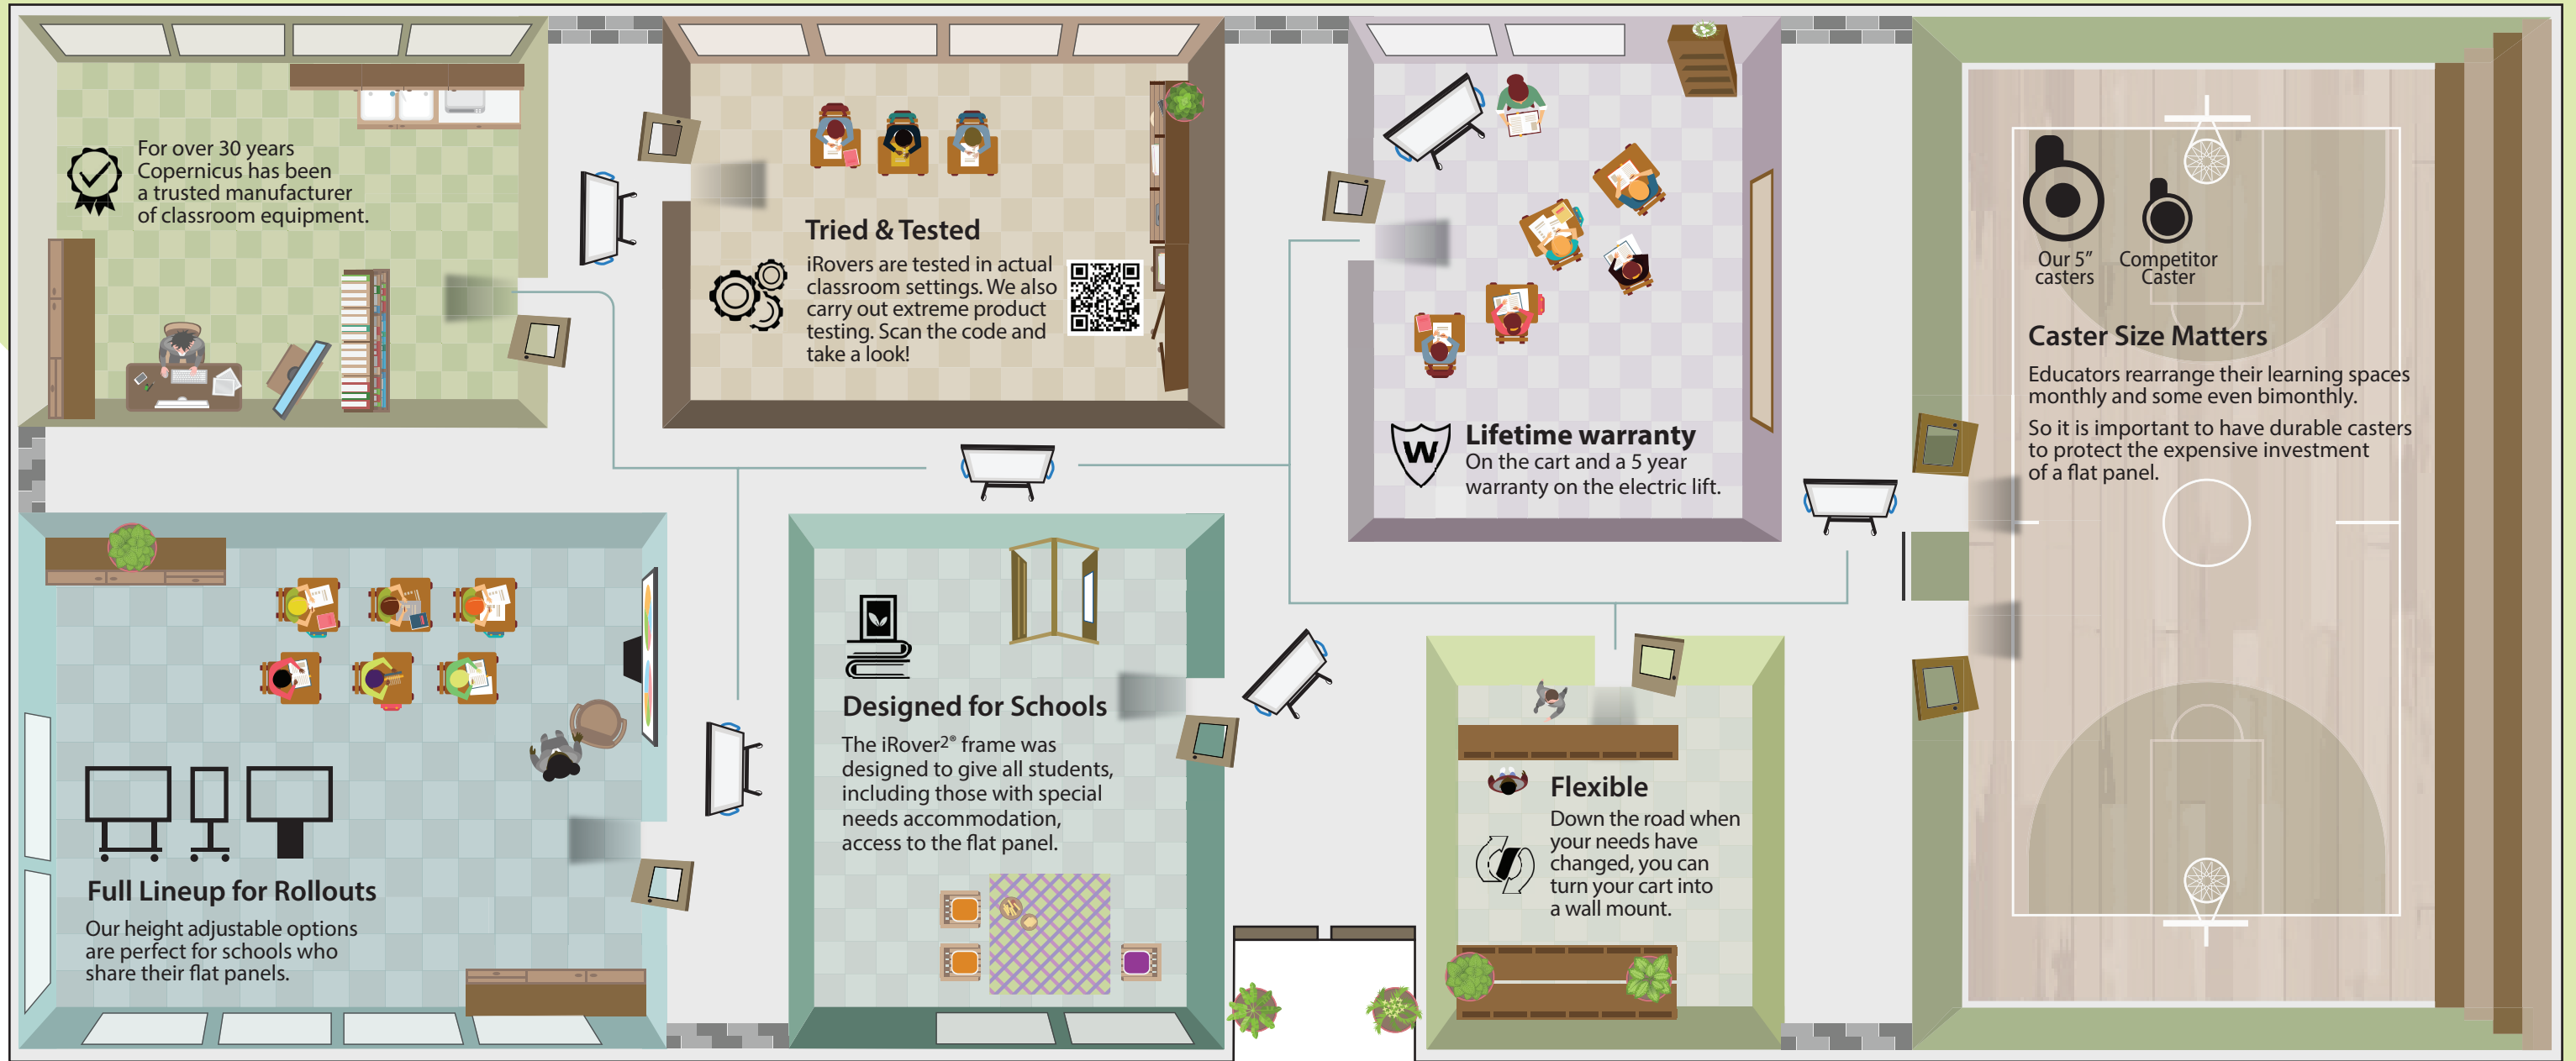 For over 30 years
Copernicus has been
a trusted manufacturer
of classroom equipment.
Tried & Tested
iRovers are tested in actual
classroom settings. We also
carry out extreme product
testing. Scan the code and
take a look!
W
Lifetime warranty
On the cart and a 5 year
warranty on the electric lift.
Our 5”
casters
Competitor
Caster
Caster Size Matters
Educators rearrange their learning spaces
monthly and some even bimonthly.
So it is important to have durable casters
to protect the expensive investment
of a flat panel.
Full Lineup for Rollouts
Our height adjustable options
are perfect for schools who
share their flat panels.
Designed for Schools
The iRover2® frame was
designed to give all students,
including those with special
needs accommodation,
access to the flat panel.
Flexible
Down the road when
your needs have
changed, you can
turn your cart into
a wall mount.